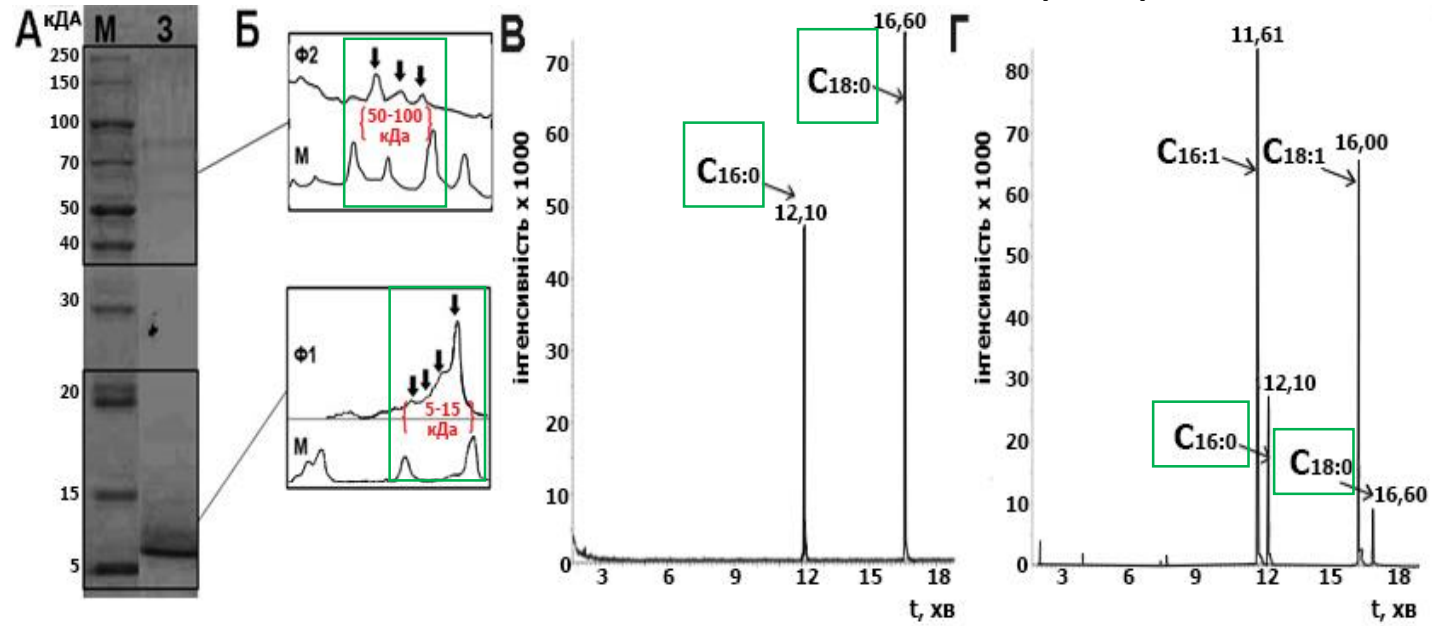 А
кДА
М
З
250
150
100
70
50
40
30
20
15
5
Б
Ф2
50-100
кДа
М
Ф1
5-15
кДа
М
В
інтенсивність x 1000
70
60
50
40
30
20
10
0
3
6
9
12
15
18
t, хв
C16:0
12,10
C18:0
16,60
Г
інтенсивність x 1000
80
70
60
50
40
30
20
10
0
3
6
9
12
15
18
t, хв
11,61
C16:1
C18:1
16,00
12,10
C16:0
C18:0
16,60